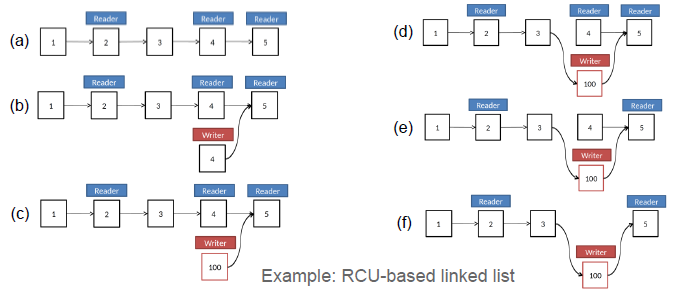 (a)
Reader Reader Reader
1 2 3 4 5
(b)
Reader Reader Reader
1 2 3 4 5
Writer
4
(c)
Reader Reader Reader
1 2 3 4 5
Writer
100
(d)
Reader Reader Reader
1 2 3 4 5
Writer
100
(e)
Reader Reader
1 2 3 4 5
Writer
100
(f)
Reader Reader
1 2 3 5
Writer
100
Example: RCU-based linked list